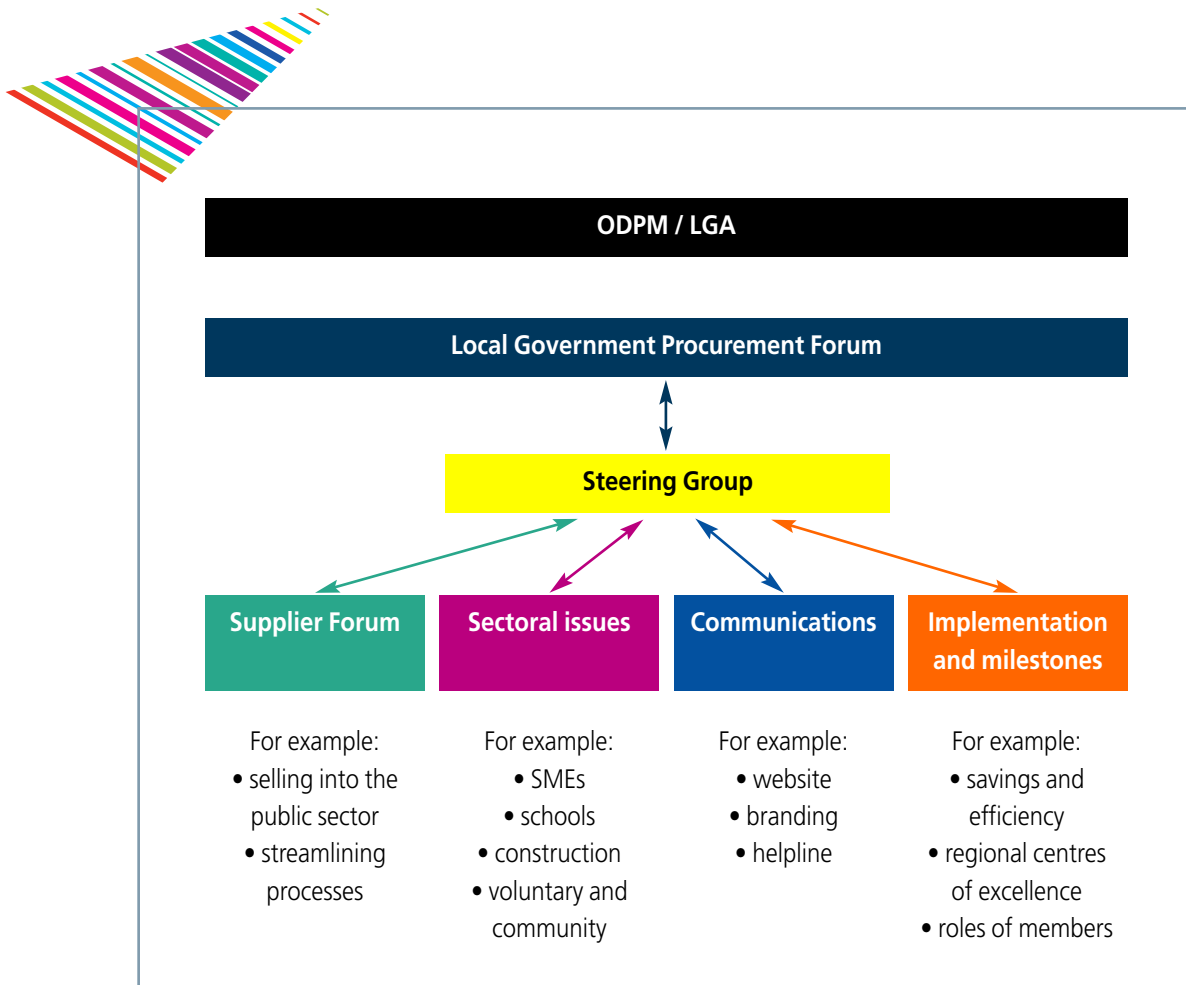 ODPM / LGA
Local Government Procurement Forum
Steering Group
Supplier Forum
Sectoral issues
Communications
Implementation
and milestones
For example:
• selling into the
public sector
• streamlining
processes
For example:
• SMEs
• schools
• construction
• voluntary and
community
For example:
• website
• branding
• helpline
For example:
• savings and
efficiency
• regional centres
of excellence
• roles of members